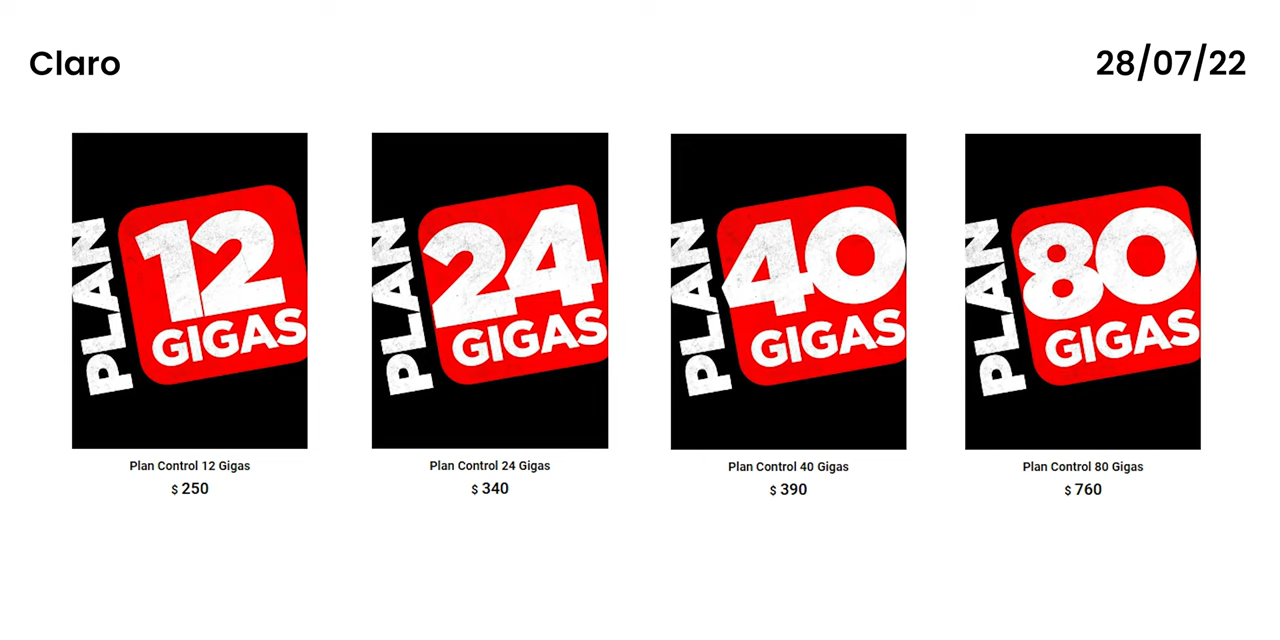 Claro
28/07/22
PLAN
12
GIGAS
PLAN
24
GIGAS
PLAN
40
GIGAS
PLAN
80
GIGAS
Plan Control 12 Gigas
$ 250
Plan Control 24 Gigas
$ 340
Plan Control 40 Gigas
$ 390
Plan Control 80 Gigas
$ 760